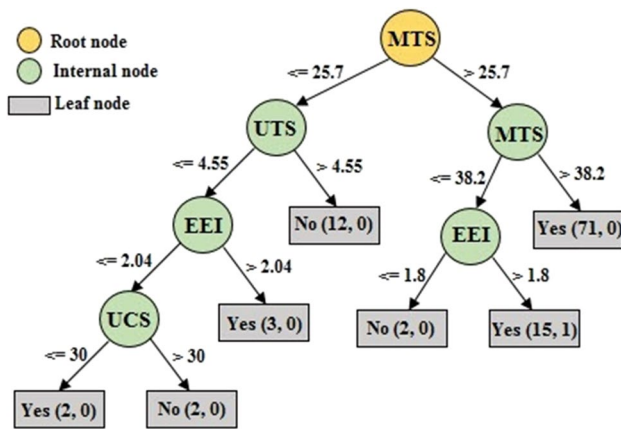 Root node
Internal node
Leaf node
MTS
<= 25.7
> 25.7
UTS
MTS
<= 4.55
> 4.55
<= 38.2
> 38.2
EEI
No (12, 0)
EEI
Yes (71, 0)
<= 2.04
> 2.04
<= 1.8
> 1.8
UCS
Yes (3, 0)
No (2, 0)
Yes (15, 1)
<= 30
> 30
Yes (2, 0)
No (2, 0)